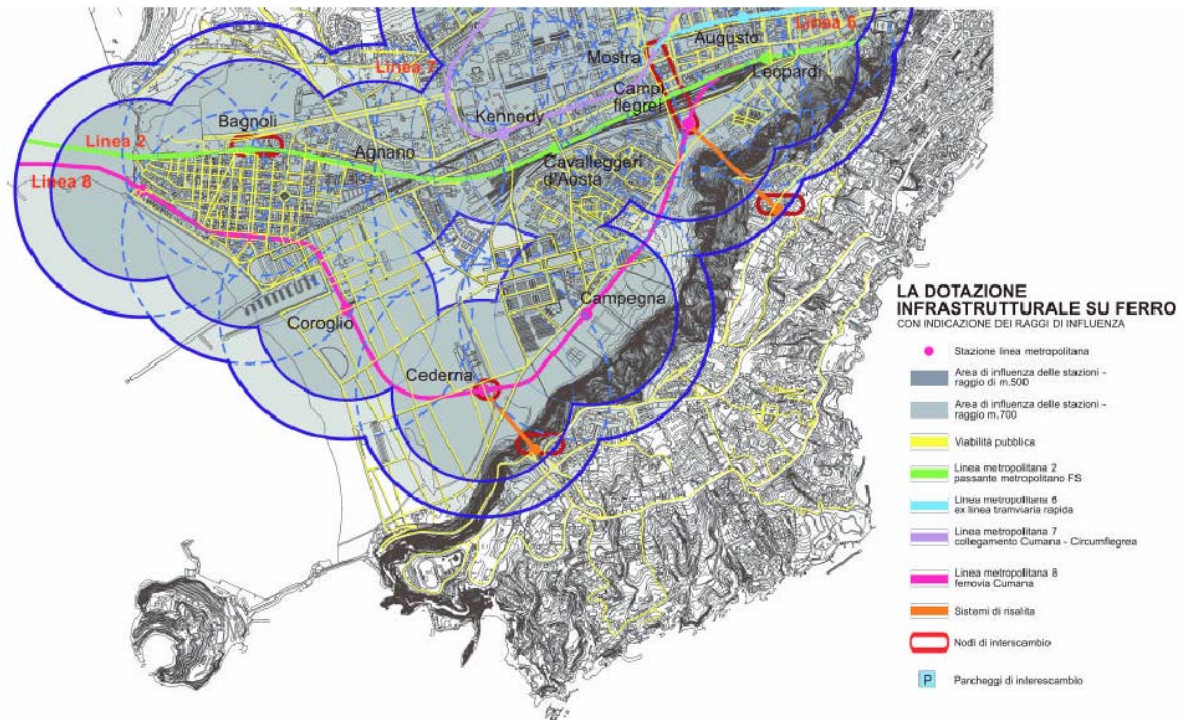 Linea 6
Augusto
Mostra
Linea 7
Leopardi
Campi
flegrei
Kennedy
Bagnoli
Linea 2
Agnano
Cavalleggeri
d'Aosta
Linea 8
Campegna
Coroglio
Cederna
LA DOTAZIONE
INFRASTRUTTURALE SU FERRO
CON INDICAZIONE DEI RAGGI DI INFLUENZA
Stazione linea metropolitana
Area di influenza delle stazioni -
raggio di m.500
Area di influenza delle stazioni -
raggio m.700
Viabilità pubblica
Linea metropolitana 2
passante metropolitano FS
Linea metropolitana 6
ex linea tramviaria rapida
Linea metropolitana 7
collegamento Cumana - Circumflegrea
Linea metropolitana 8
ferrovia Cumana
Sistemi di risalita
Nodi di interscambio
P Parcheggi di interescambio